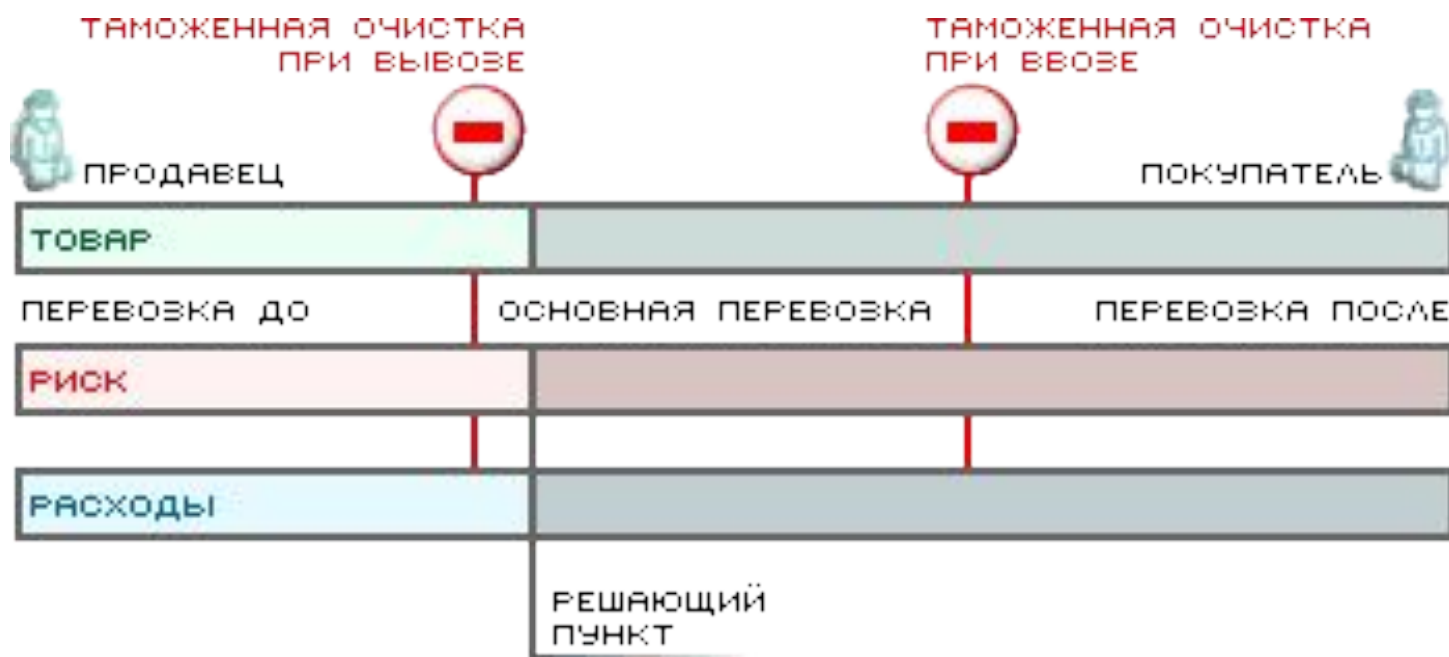 ТАМОЖЕННАЯ ОЧИСТКА
ПРИ ВЫВОЗЕ
ТАМОЖЕННАЯ ОЧИСТКА
ПРИ ВВОЗЕ
ПРОДАВЕЦ
ПОКУПАТЕЛЬ
ТОВАР
ПЕРЕВОЗКА ДО
ОСНОВНАЯ ПЕРЕВОЗКА
ПЕРЕВОЗКА ПОСЛЕ
РИСК
РАСХОДЫ
РЕШАЮЩИЙ
ПУНКТ